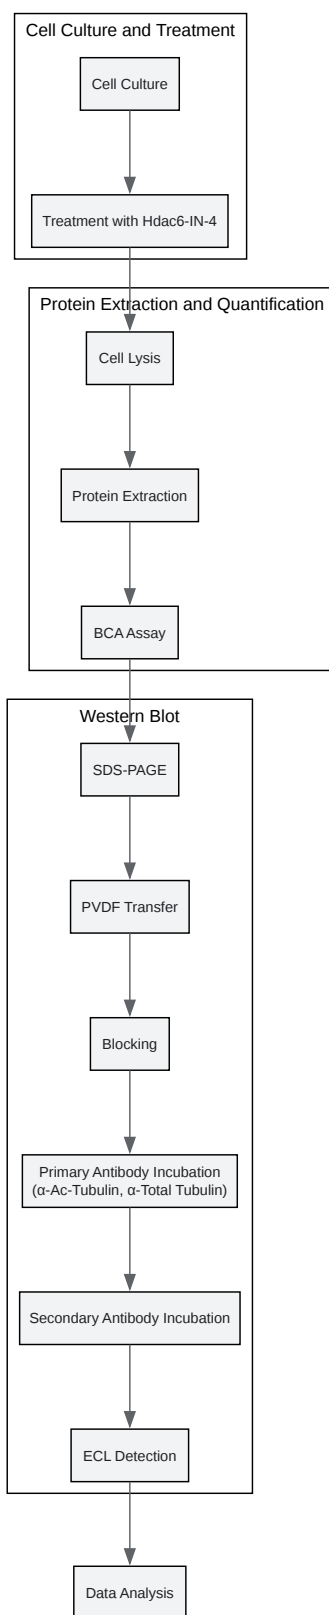 Cell Culture and Treatment
Cell Culture
Treatment with Hdac6-IN-4
Protein Extraction and Quantification
Cell Lysis
Protein Extraction
BCA Assay
Western Blot
SDS-PAGE
PVDF Transfer
Blocking
Primary Antibody Incubation
(α-Ac-Tubulin, α-Total Tubulin)
Secondary Antibody Incubation
ECL Detection
Data Analysis